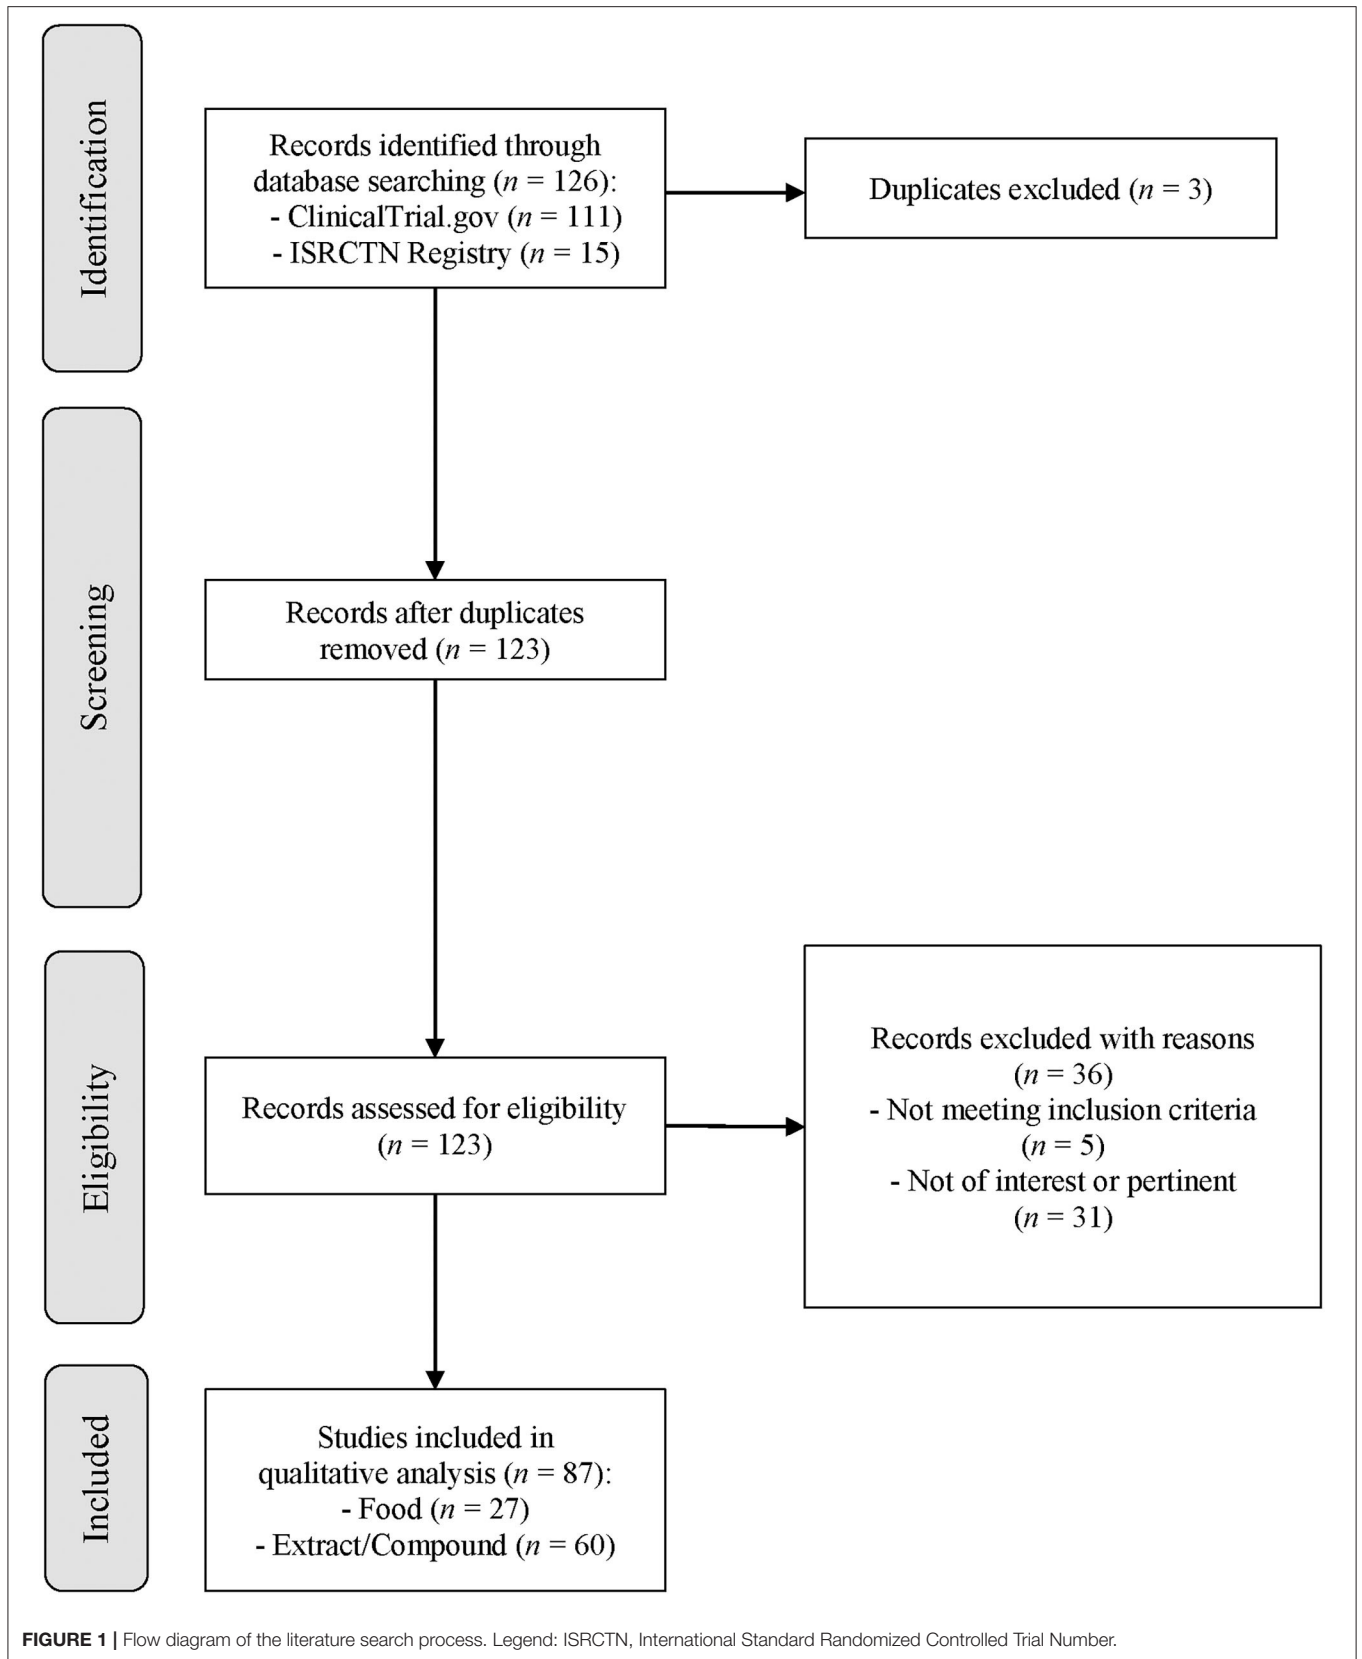 Identification
Records identified through
database searching (n = 126):
- ClinicalTrial.gov (n = 111)
- ISRCTN Registry (n = 15)
Duplicates excluded (n = 3)
Screening
Records after duplicates
removed (n = 123)
Eligibility
Records assessed for eligibility
(n = 123)
Records excluded with reasons
(n = 36)
- Not meeting inclusion criteria
(n = 5)
- Not of interest or pertinent
(n = 31)
Included
Studies included in
qualitative analysis (n = 87):
- Food (n = 27)
- Extract/Compound (n = 60)
FIGURE 1 | Flow diagram of the literature search process. Legend: ISRCTN, International Standard Randomized Controlled Trial Number.